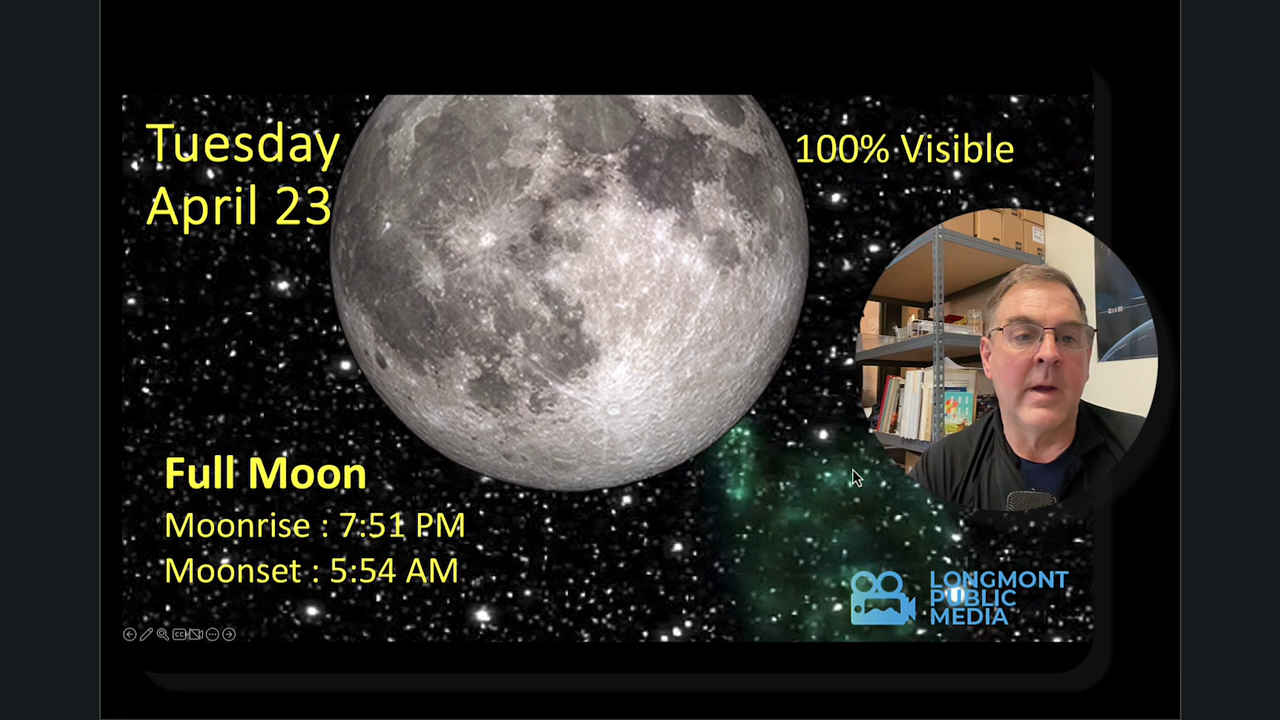 Tuesday
April 23
100% Visible
Full Moon
Moonrise : 7:51 PM
Moonset : 5:54 AM
LONGMONT
PUBLIC
MEDIA